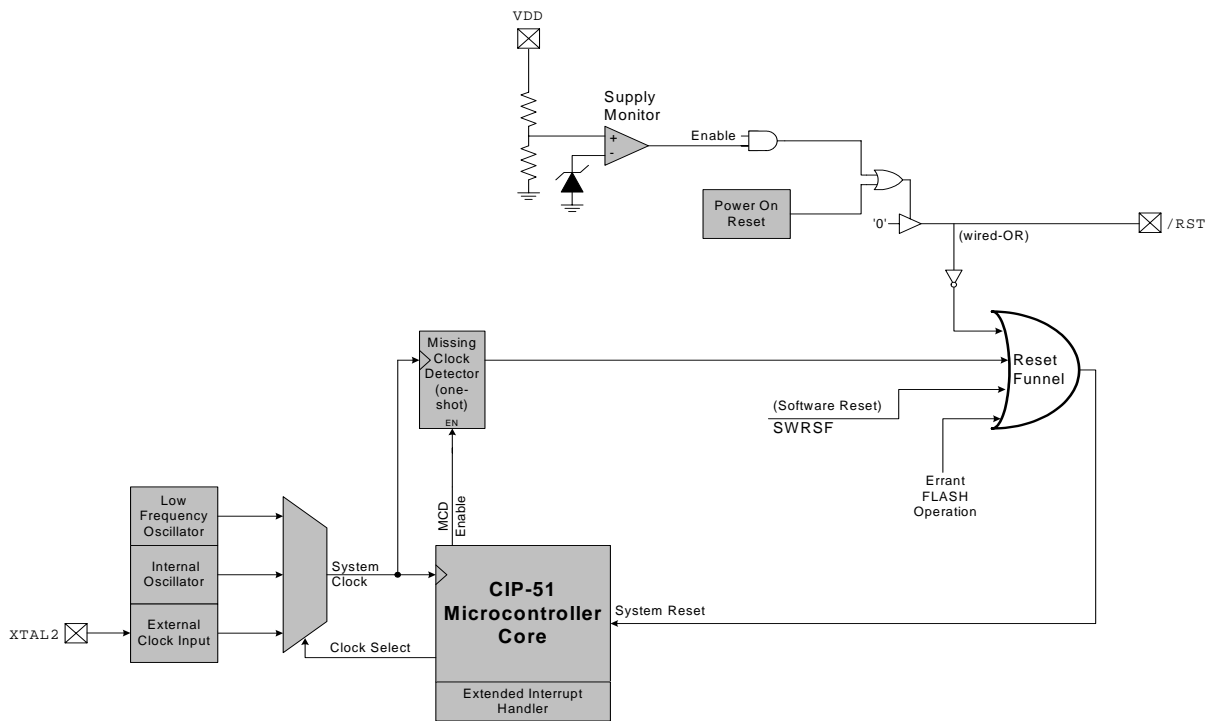 VDD
Supply
Monitor
+
-
Enable
Power On
Reset
'0'
(wired-OR)
/RST
Missing
Clock
Detector
(one-
shot)
EN
Reset
Funnel
(Software Reset)
SWRSF
Errant
FLASH
Operation
MCD
Enable
Low
Frequency
Oscillator
Internal
Oscillator
External
Clock Input
XTAL2
System
Clock
Clock Select
CIP-51
Microcontroller
Core
System Reset
Extended Interrupt
Handler